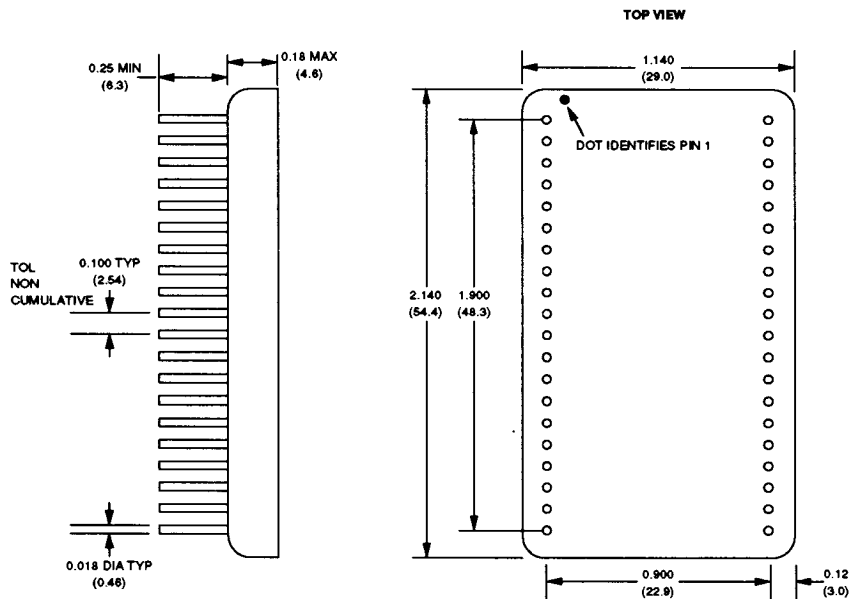 TOP VIEW
0.25 MIN
(6.3)
0.18 MAX
(4.6)
1.140
(29.0)
DOT IDENTIFIES PIN 1
TOL
NON
CUMULATIVE
0.100 TYP
(2.54)
2.140
(54.4)
1.900
(48.3)
0.018 DIA TYP
(0.46)
0.900
(22.9)
0.12
(3.0)